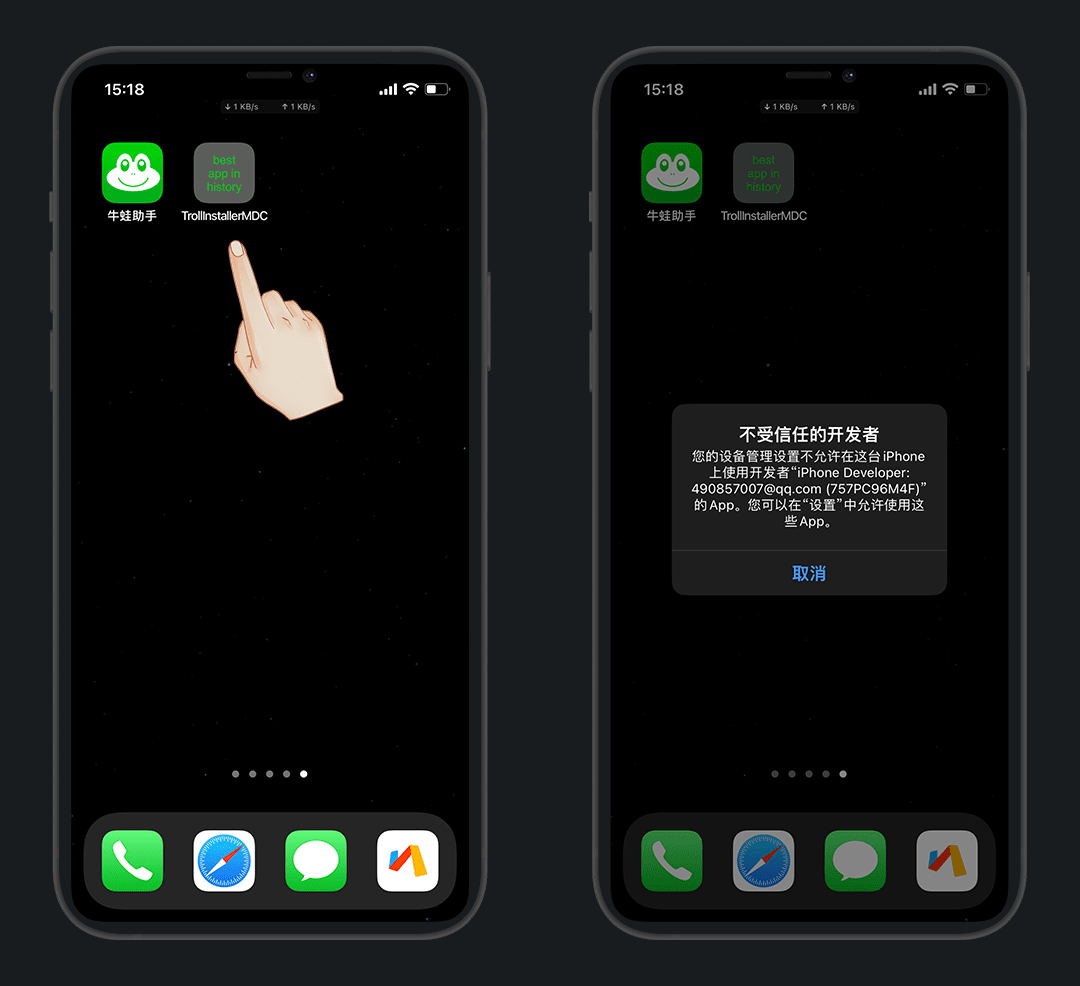 15:18
↓ 1 KB/s ↑ 1 KB/s
best
app in
history
牛蛙助手 TrollInstallerMDC
15:18
↓ 1 KB/s ↑ 1 KB/s
best
app in
history
牛蛙助手 TrollInstallerMDC
不受信任的开发者
您的设备管理设置不允许在这台 iPhone
上使用开发者“iPhone Developer:
490857007@qq.com (757PC96M4F)”
的 App。您可以在“设置”中允许使用这
些 App。
取消